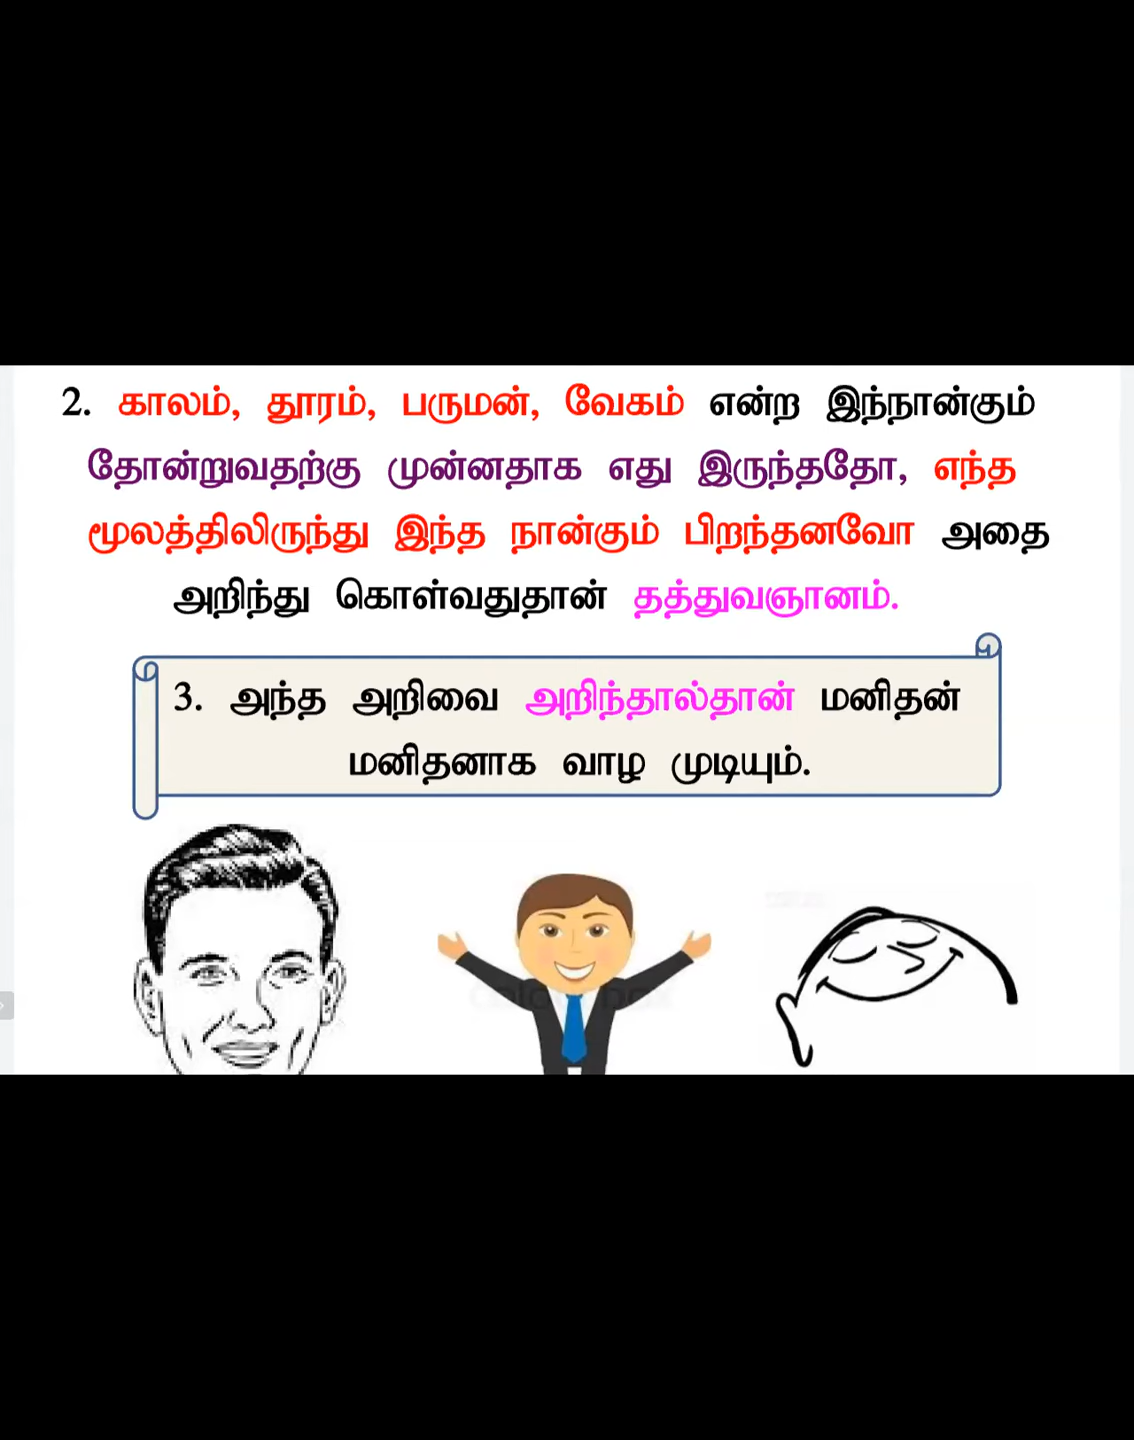 2. காலம், தூரம், பருமன், வேகம் என்ற இந்நான்கும்
தோன்றுவதற்கு முன்னதாக எது இருந்ததோ, எந்த
மூலத்திலிருந்து இந்த நான்கும் பிறந்தனவோ அதை
அறிந்து கொள்வதுதான் தத்துவஞானம்.
3. அந்த அறிவை அறிந்தால்தான் மனிதன்
மனிதனாக வாழ முடியும்.